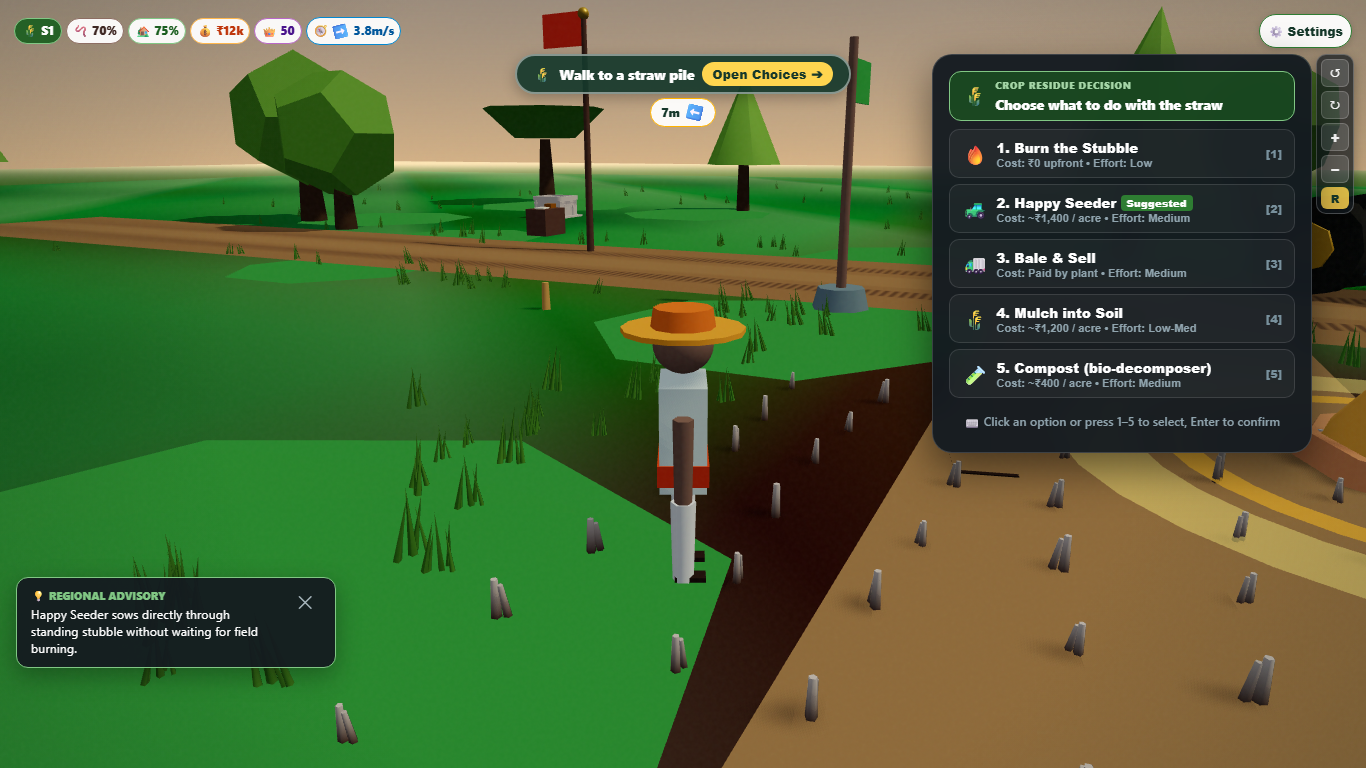 S1
70%
75%
₹12k
50
3.8m/s
Walk to a straw pile Open Choices ➔
7m
Settings
CROP RESIDUE DECISION
Choose what to do with the straw
1. Burn the Stubble
Cost: ₹0 upfront • Effort: Low
[1]
2. Happy Seeder Suggested
Cost: ~₹1,400 / acre • Effort: Medium
[2]
3. Bale & Sell
Cost: Paid by plant • Effort: Medium
[3]
4. Mulch into Soil
Cost: ~₹1,200 / acre • Effort: Low-Med
[4]
5. Compost (bio-decomposer)
Cost: ~₹400 / acre • Effort: Medium
[5]
Click an option or press 1–5 to select, Enter to confirm
↺
↻
+
−
R
REGIONAL ADVISORY
Happy Seeder sows directly through
standing stubble without waiting for field
burning.